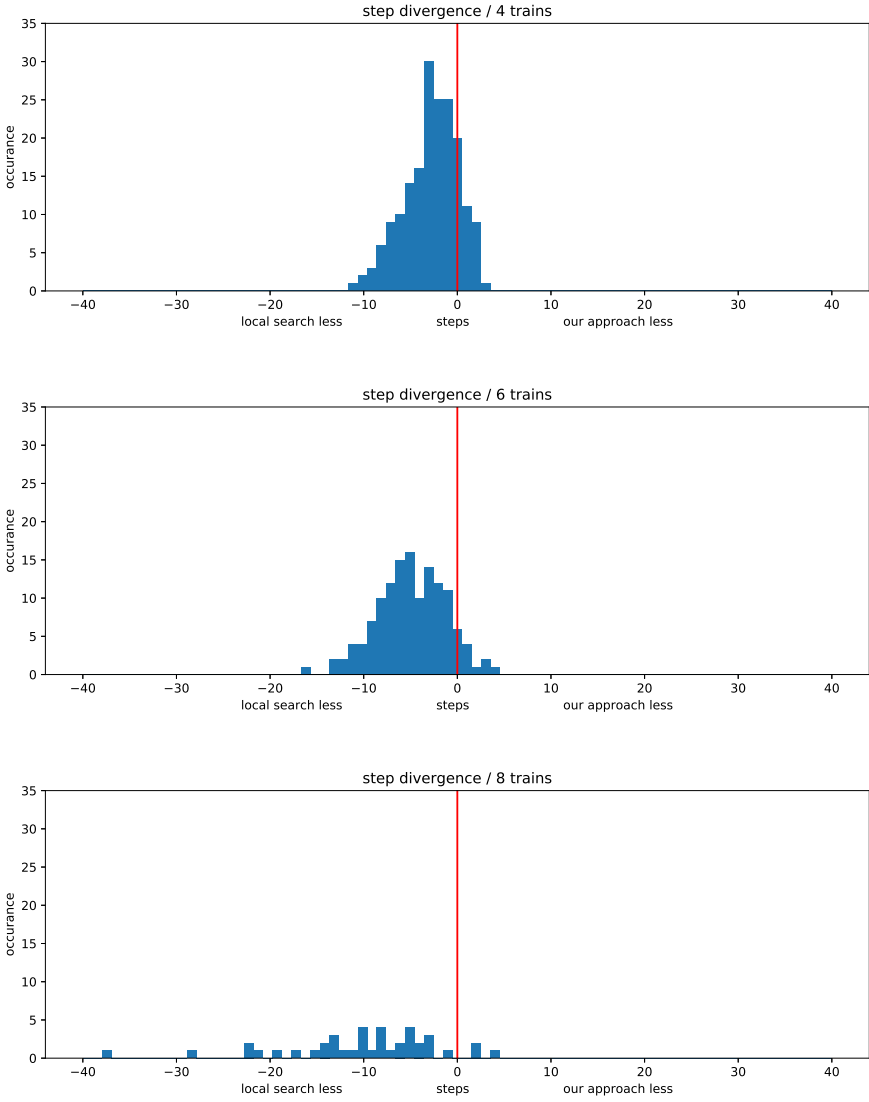 step divergence / 4 trains
35
30
25
20
15
10
5
0
occurance
−40 −30 −20 −10 0 10 20 30 40
local search less steps our approach less
step divergence / 6 trains
35
30
25
20
15
10
5
0
occurance
−40 −30 −20 −10 0 10 20 30 40
local search less steps our approach less
step divergence / 8 trains
35
30
25
20
15
10
5
0
occurance
−40 −30 −20 −10 0 10 20 30 40
local search less steps our approach less